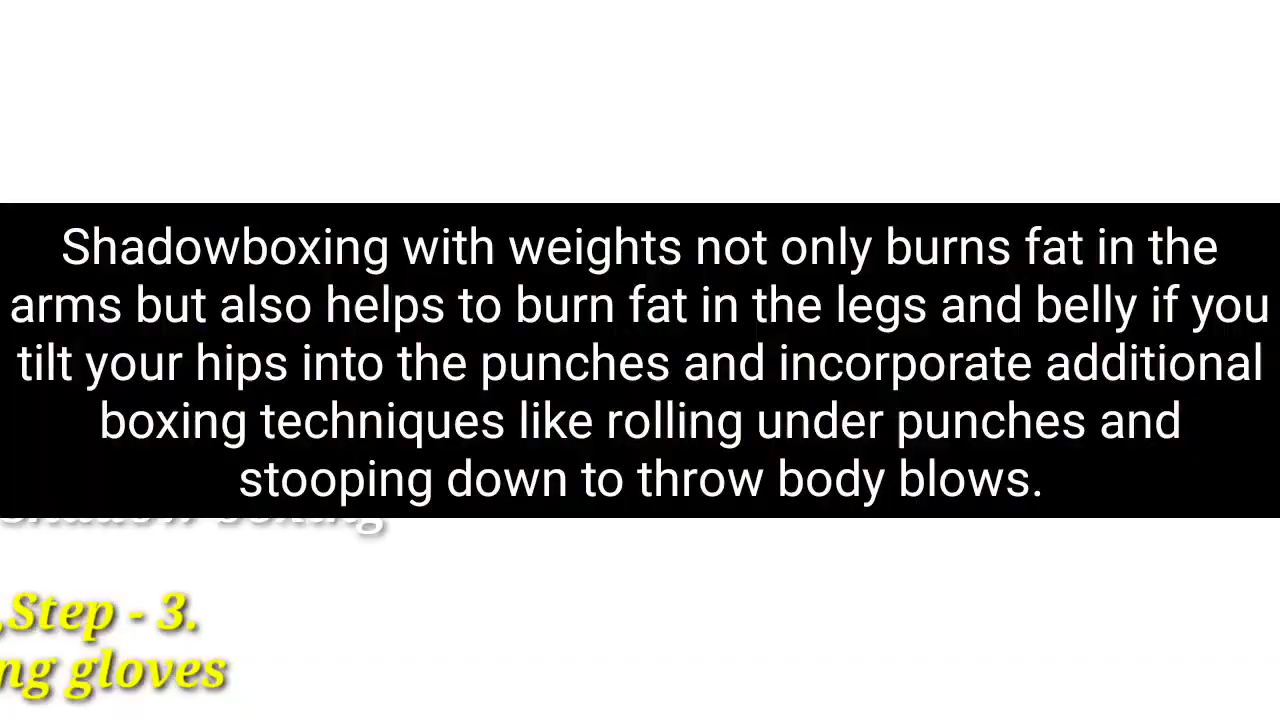 Shadowboxing with weights not only burns fat in the
arms but also helps to burn fat in the legs and belly if you
tilt your hips into the punches and incorporate additional
boxing techniques like rolling under punches and
stooping down to throw body blows.
,Step - 3.
gloves